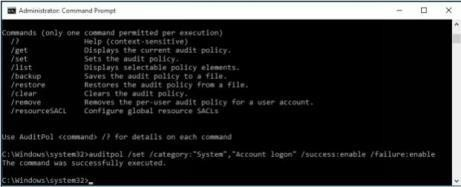 Administrator: Command Prompt
Commands (only one command permitted per execution)
/? Help (context-sensitive)
/get Displays the current audit policy.
/set Sets the audit policy.
/list Displays selectable policy elements.
/backup Saves the audit policy to a file.
/restore Restores the audit policy from a file.
/clear Clears the audit policy.
/remove Removes the per-user audit policy for a user account.
/resourceSACL Configure global resource SACLs
Use AuditPol <command> /? for details on each command
C:\Windows\system32>auditpol /set /category:"System","Account logon" /success:enable /failure:enable
The command was successfully executed.
C:\Windows\system32>